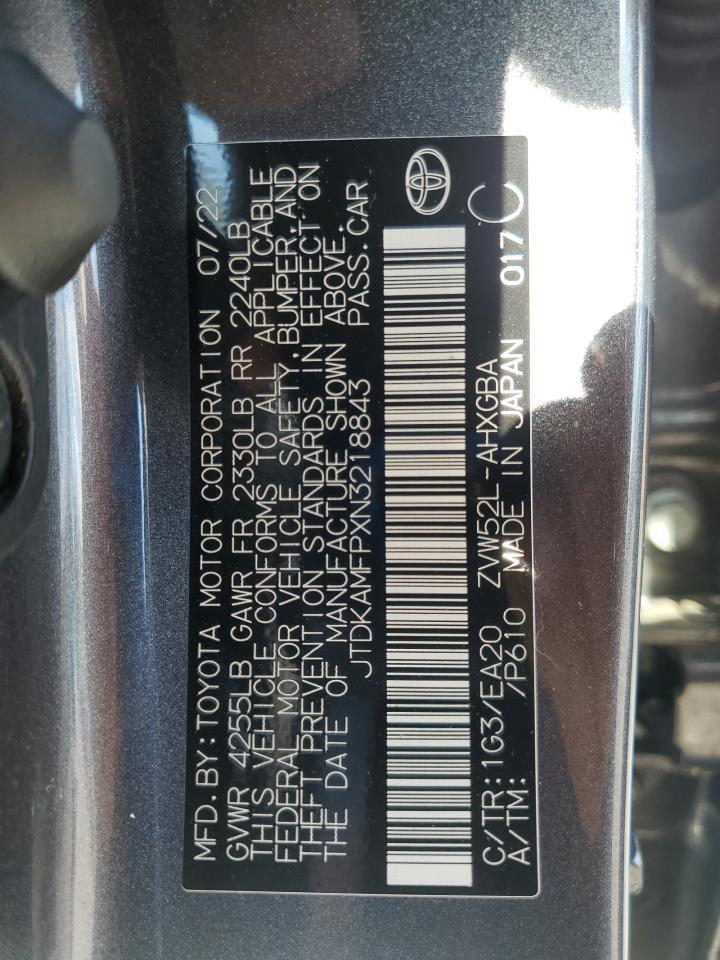 MFD.BY:TOYOTA MOTOR CORPORATION 07/22
GVWR 4255LB GAWR FR 2330LB RR 2240LB
THIS VEHICLE CONFORMS TO ALL APPLICABLE
FEDERAL MOTOR VEHICLE SAFETY,BUMPER,AND
THEFT PREVENTION STANDARDS IN EFFECT ON
THE DATE OF MANUFACTURE SHOWN ABOVE.
JTDKAMFPXN3218843 PASS.CAR
C/TR:1G3/EA20 ZVW52L-AHXGBA
A/TM: /P610 MADE IN JAPAN 017C